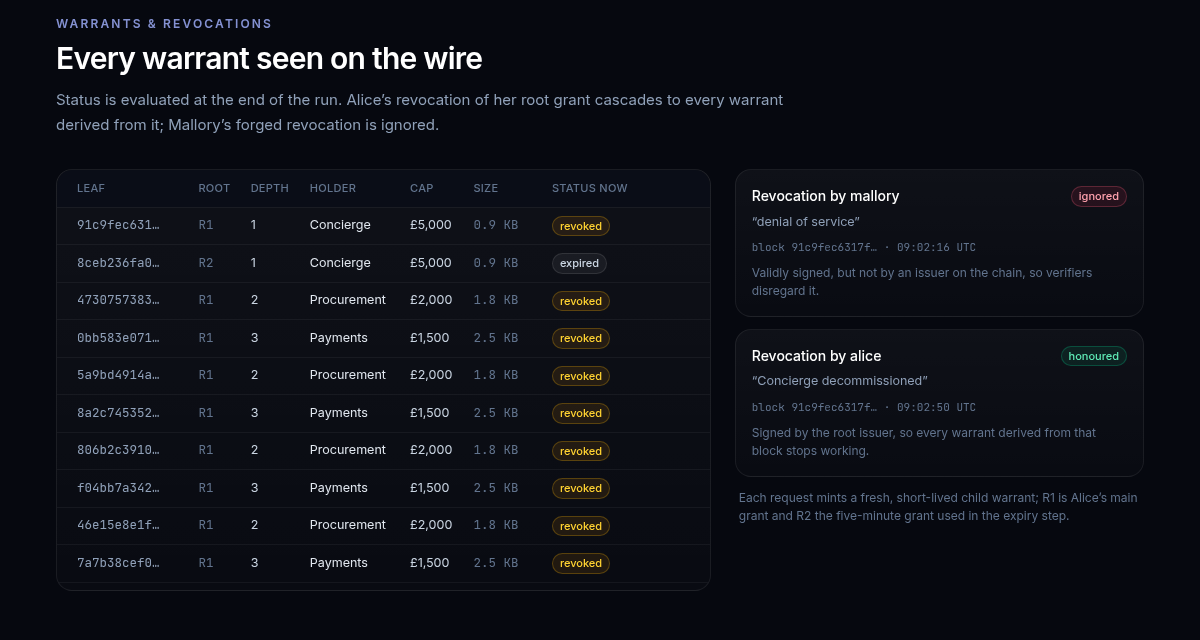 WARRANTS & REVOCATIONS
Every warrant seen on the wire
Status is evaluated at the end of the run. Alice’s revocation of her root grant cascades to every warrant
derived from it; Mallory’s forged revocation is ignored.
LEAF ROOT DEPTH HOLDER CAP SIZE STATUS NOW
91c9fec631… R1 1 Concierge £5,000 0.9 KB revoked
8ceb236fa0… R2 1 Concierge £5,000 0.9 KB expired
4730757383… R1 2 Procurement £2,000 1.8 KB revoked
0bb583e071… R1 3 Payments £1,500 2.5 KB revoked
5a9bd4914a… R1 2 Procurement £2,000 1.8 KB revoked
8a2c745352… R1 3 Payments £1,500 2.5 KB revoked
806b2c3910… R1 2 Procurement £2,000 1.8 KB revoked
f04bb7a342… R1 3 Payments £1,500 2.5 KB revoked
46e15e8e1f… R1 2 Procurement £2,000 1.8 KB revoked
7a7b38cef0… R1 3 Payments £1,500 2.5 KB revoked
Revocation by mallory ignored
“denial of service”
block 91c9fec6317f… · 09:02:16 UTC
Validly signed, but not by an issuer on the chain, so verifiers
disregard it.
Revocation by alice honoured
“Concierge decommissioned”
block 91c9fec6317f… · 09:02:50 UTC
Signed by the root issuer, so every warrant derived from that
block stops working.
Each request mints a fresh, short-lived child warrant; R1 is Alice’s main
grant and R2 the five-minute grant used in the expiry step.